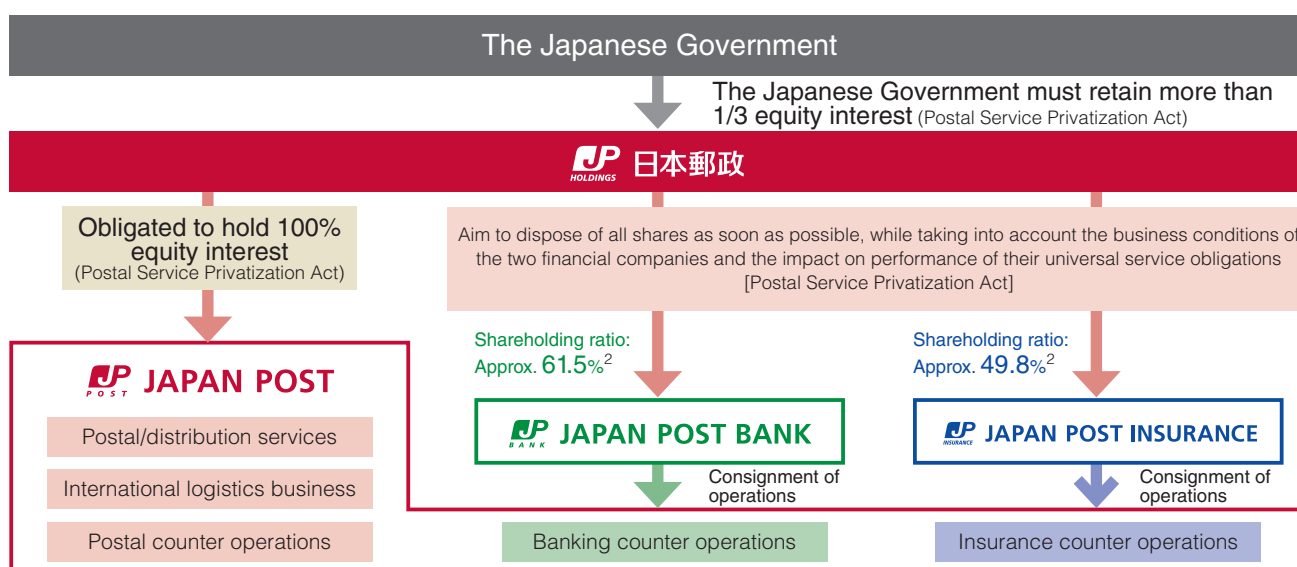 The Japanese Government
The Japanese Government must retain more than
1/3 equity interest (Postal Service Privatization Act)
JP
HOLDINGS
日本郵政
Obligated to hold 100%
equity interest
(Postal Service Privatization Act)
Aim to dispose of all shares as soon as possible, while taking into account the business conditions of
the two financial companies and the impact on performance of their universal service obligations
[Postal Service Privatization Act]
JP
POST
JAPAN POST
Postal/distribution services
International logistics business
Postal counter operations
Shareholding ratio:
Approx. 61.5%2
JP
BANK
JAPAN POST BANK
Consignment of
operations
Banking counter operations
Shareholding ratio:
Approx. 49.8%2
JP
INSURANCE
JAPAN POST INSURANCE
Consignment of
operations
Insurance counter operations